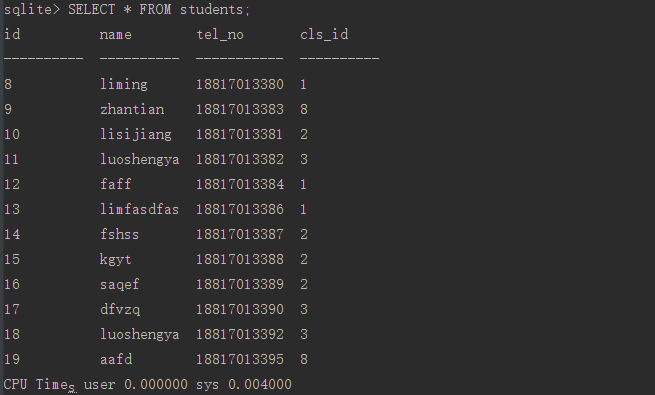 sqlite> SELECT * FROM students;
id          name        tel_no       cls_id
----------  ----------  -----------  ----------
8           liming      18817013380  1
9           zhantian    18817013383  8
10          lisijiang   18817013381  2
11          luoshengya  18817013382  3
12          faff        18817013384  1
13          limfasdfas  18817013386  1
14          fshss       18817013387  2
15          kgyt        18817013388  2
16          saqef       18817013389  2
17          dfvzq       18817013390  3
18          luoshengya  18817013392  3
19          aafd        18817013395  8
CPU Time: user 0.000000 sys 0.004000